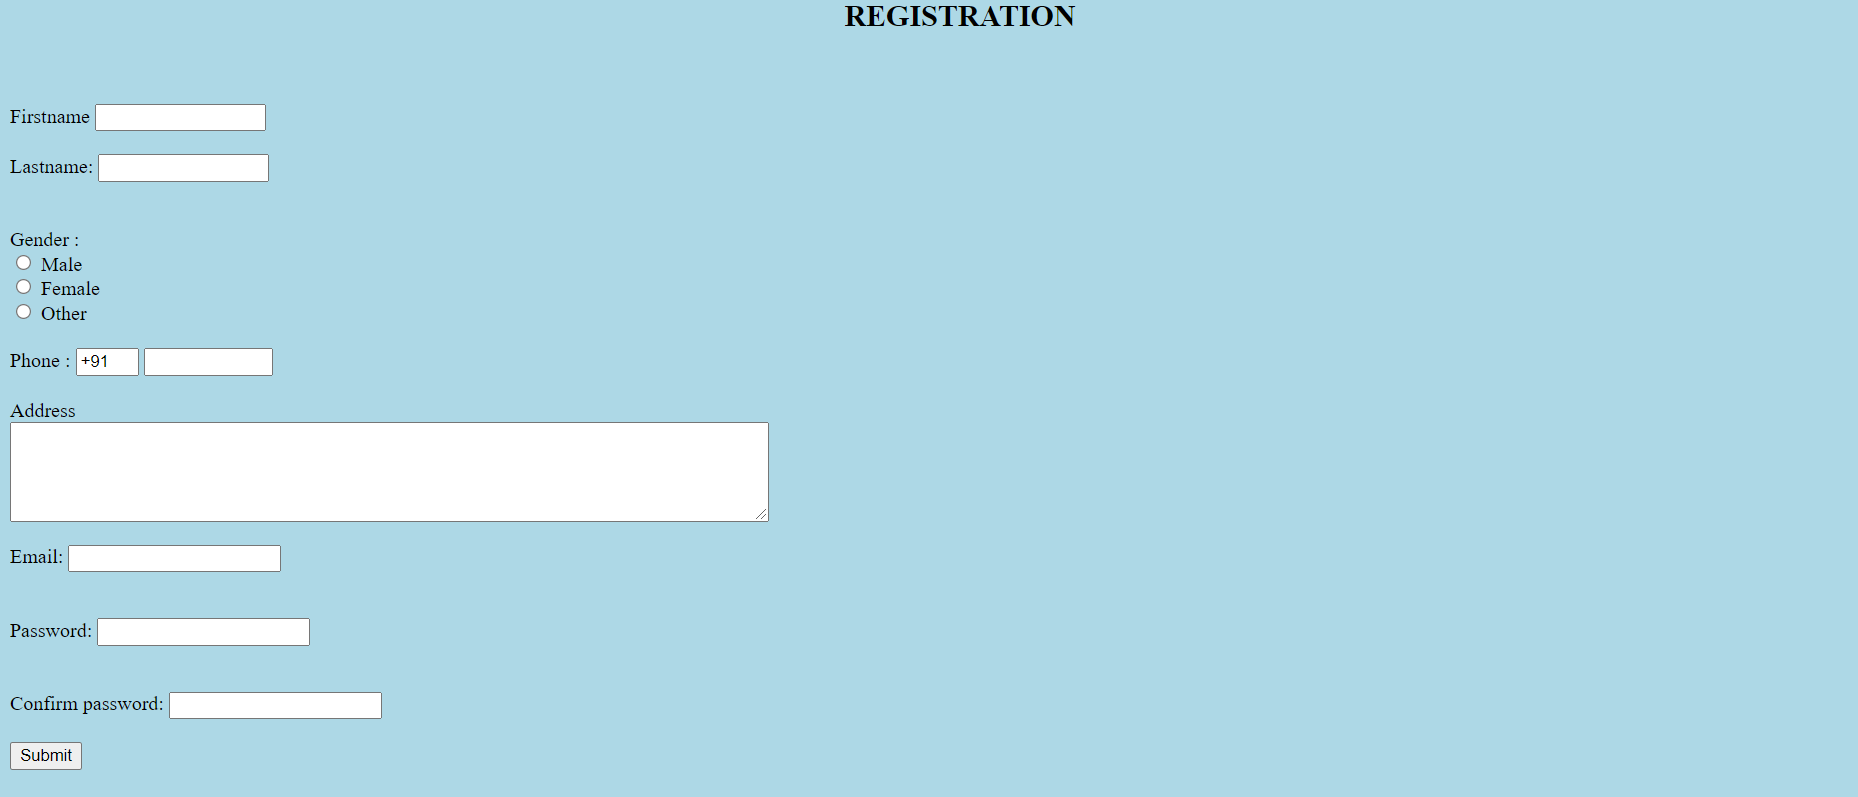 REGISTRATION
Firstname
Lastname:
Gender :
Male
Female
Other
Phone : +91
Address
Email:
Password:
Confirm password:
Submit